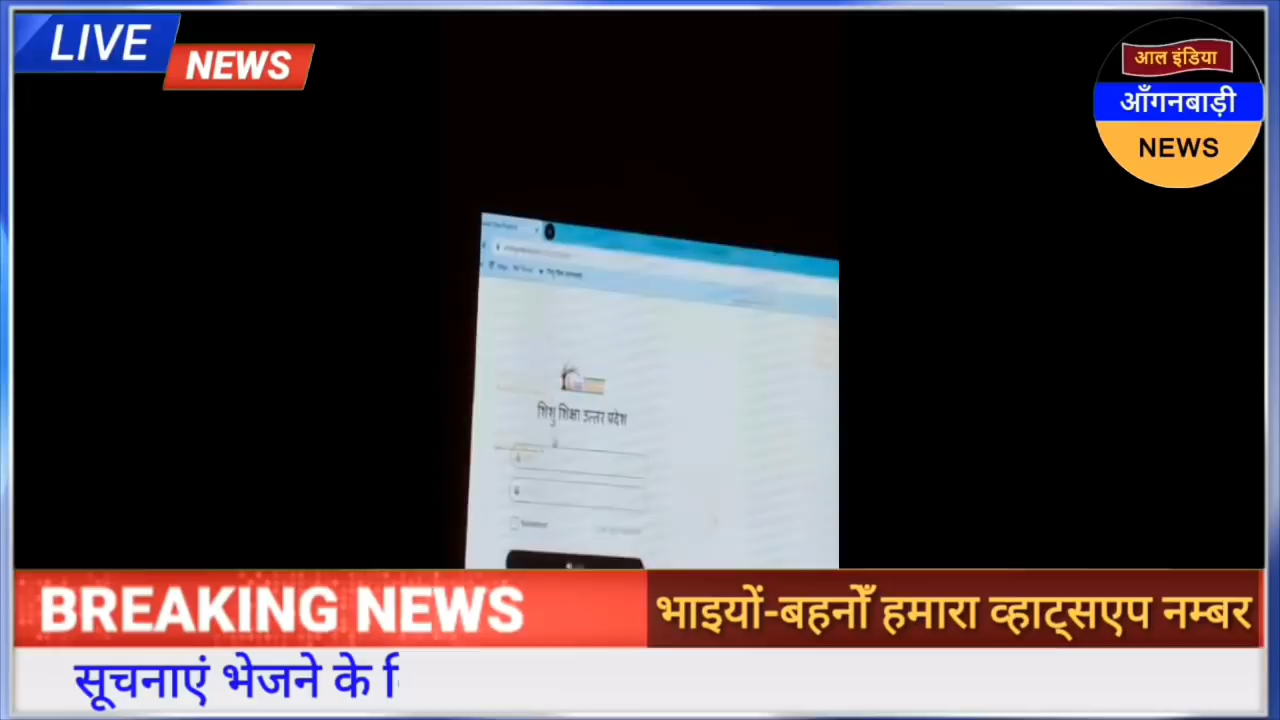 LIVE
NEWS
आल इंडिया
आँगनबाड़ी
NEWS
शिशु शिक्षा उत्तर प्रदेश
BREAKING NEWS
भाइयों-बहनोँ हमारा व्हाट्सएप नम्बर
सूचनाएं भेजने के